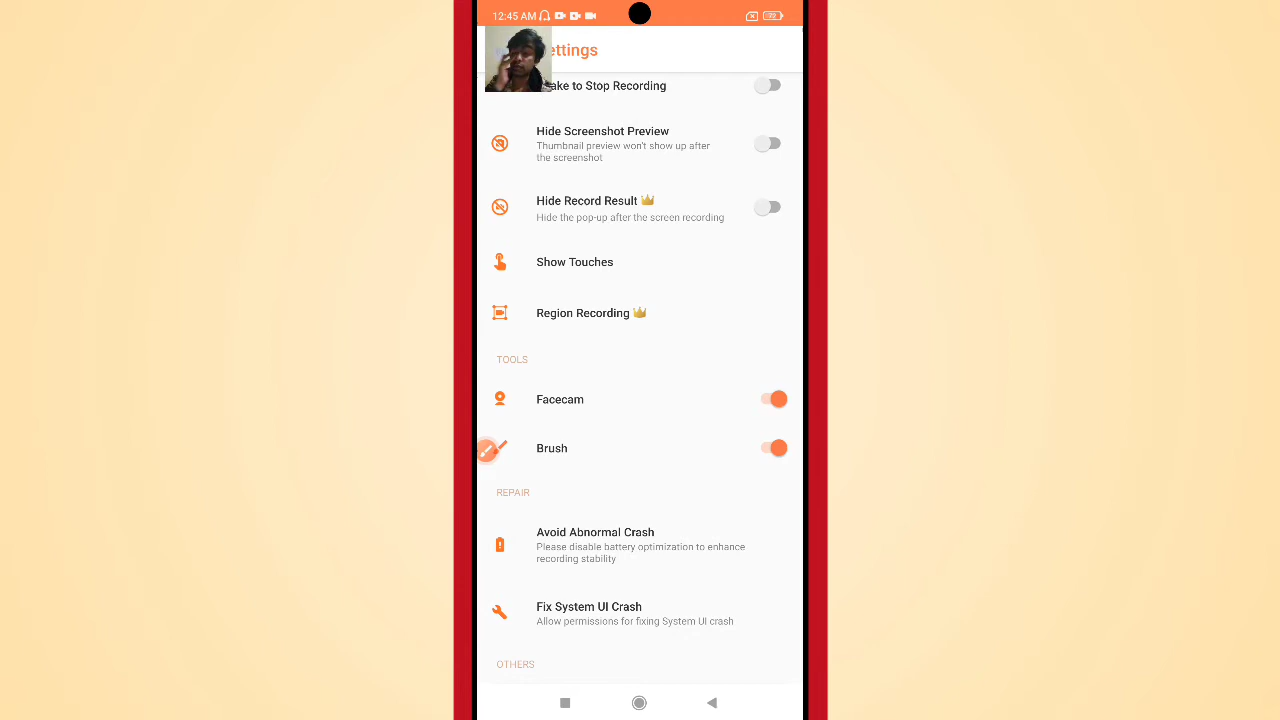 12:45 AM
ettings
ake to Stop Recording
Hide Screenshot Preview
Thumbnail preview won't show up after
the screenshot
Hide Record Result
Hide the pop-up after the screen recording
Show Touches
Region Recording
TOOLS
Facecam
Brush
REPAIR
Avoid Abnormal Crash
Please disable battery optimization to enhance
recording stability
Fix System UI Crash
Allow permissions for fixing System UI crash
OTHERS